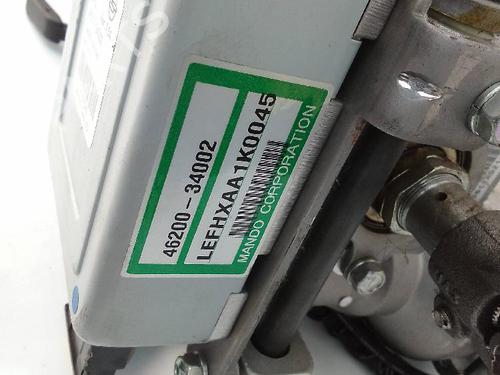 46200-34002
LEFHXAA1K0045
MANDO CORPORATION